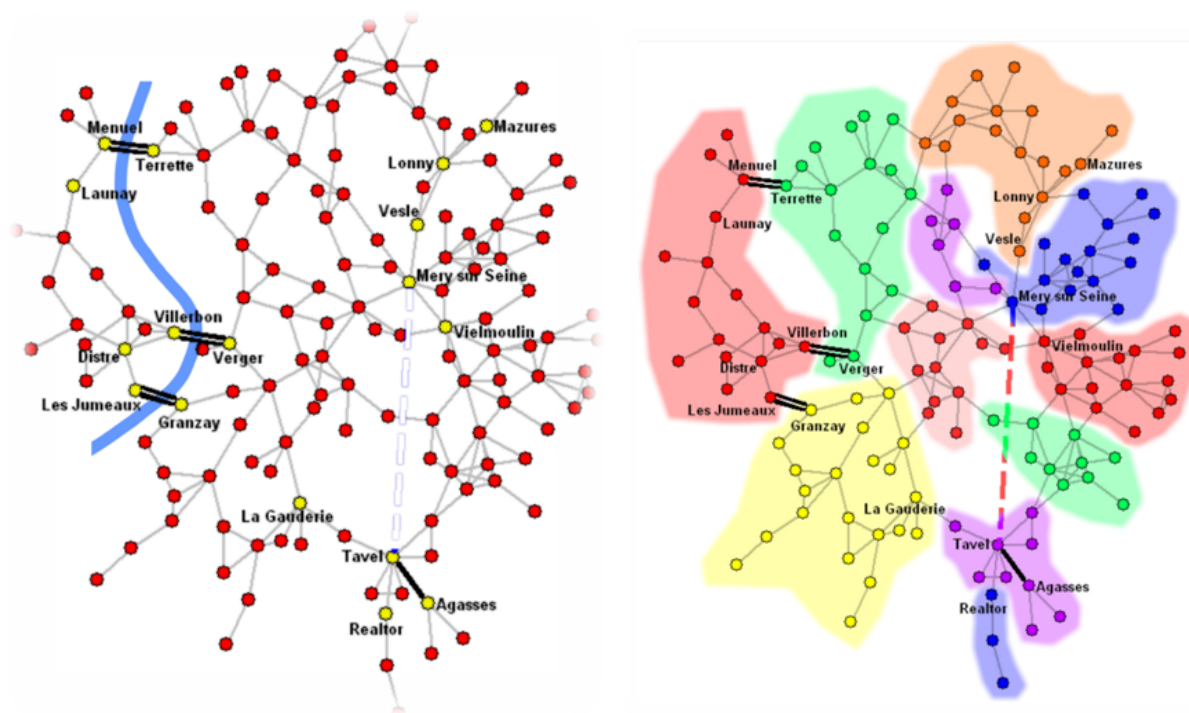 Mazures
Menuel
Terrette
Lonny
Launay
Vesle
Mery sur Seine
Villerbon
Vielmoulin
Distre
Verger
Les Jumeaux
Granzay
La Gauderie
Tavel
Agasses
Realtor
Menuel
Mazures
Terrette
Lonny
Launay
Vesle
Mery sur Seine
Villerbon
Vielmoulin
Distre
Verger
Les Jumeaux
Granzay
La Gauderie
Tavel
Agasses
Realtor